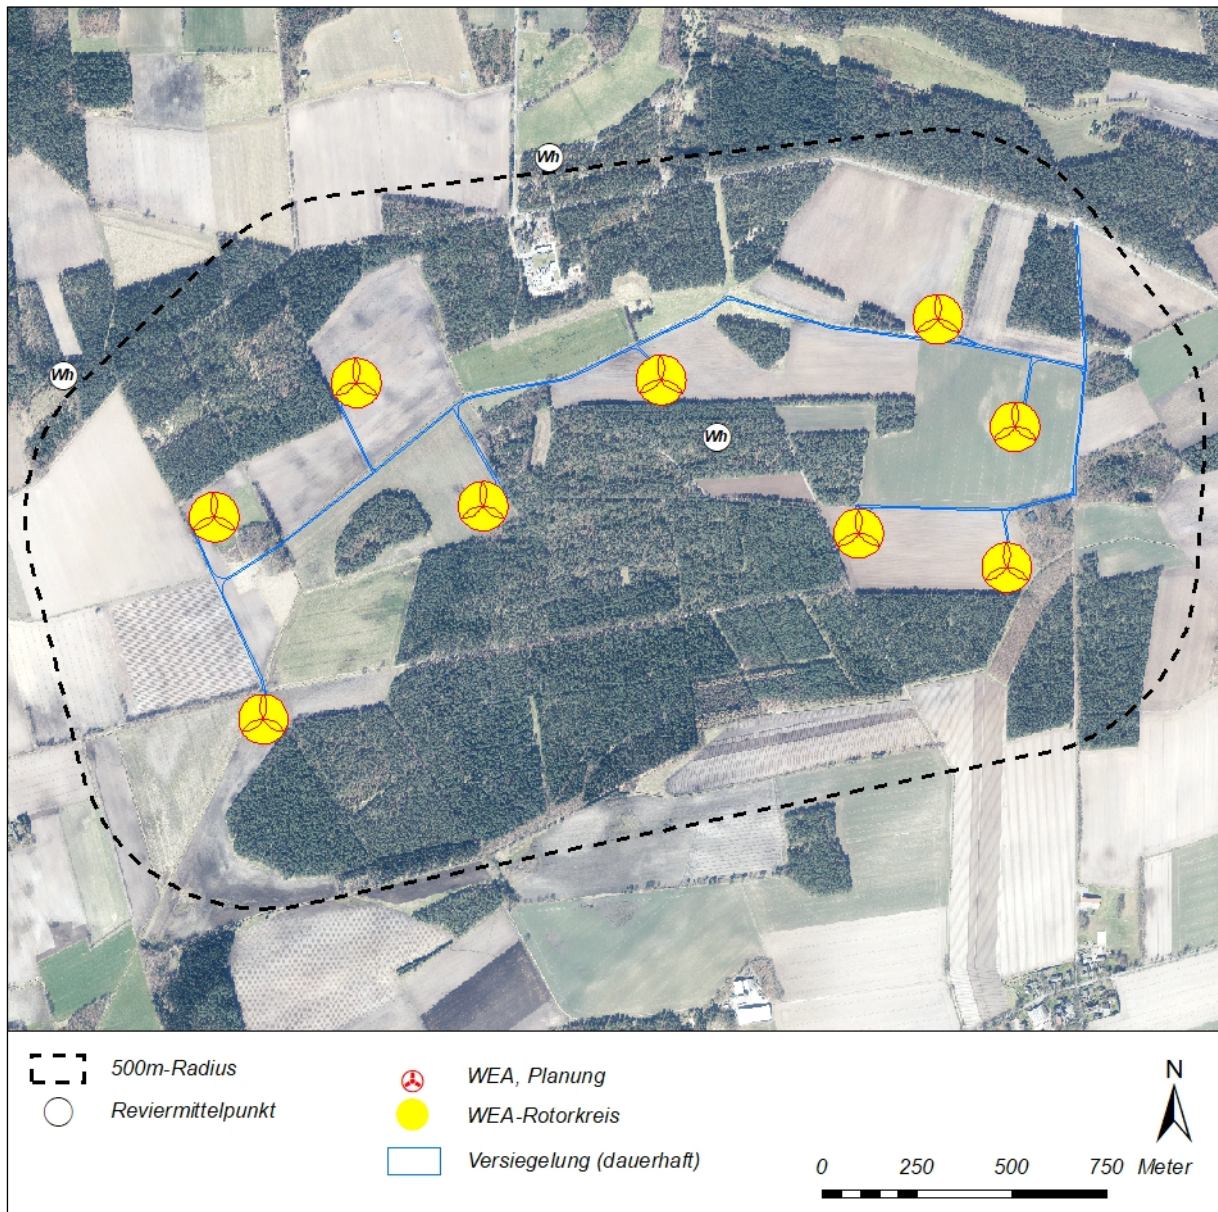 Wh
Wh
Wh
500m-Radius
Reviermittelpunkt
WEA, Planung
WEA-Rotorkreis
Versiegelung (dauerhaft)
N
0 250 500 750 Meter